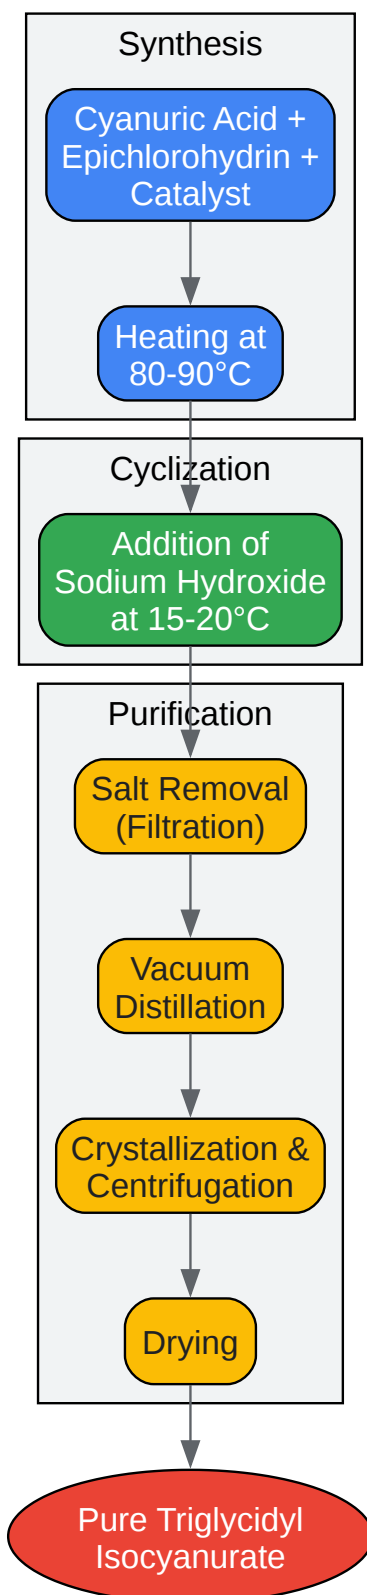 Synthesis
Cyanuric Acid +
Epichlorohydrin +
Catalyst
Heating at
80-90°C
Cyclization
Addition of
Sodium Hydroxide
at 15-20°C
Purification
Salt Removal
(Filtration)
Vacuum
Distillation
Crystallization &
Centrifugation
Drying
Pure Triglycidyl
Isocyanurate